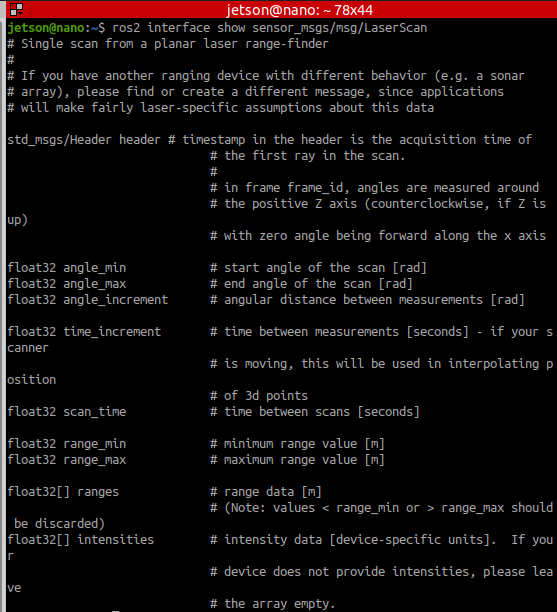 jetson@nano: ~ 78x44
jetson@nano:~$ ros2 interface show sensor_msgs/msg/LaserScan
# Single scan from a planar laser range-finder
#
# If you have another ranging device with different behavior (e.g. a sonar
# array), please find or create a different message, since applications
# will make fairly laser-specific assumptions about this data
std_msgs/Header header # timestamp in the header is the acquisition time of
# the first ray in the scan.
#
# in frame frame_id, angles are measured around
# the positive Z axis (counterclockwise, if Z is
up)
# with zero angle being forward along the x axis
float32 angle_min # start angle of the scan [rad]
float32 angle_max # end angle of the scan [rad]
float32 angle_increment # angular distance between measurements [rad]
float32 time_increment # time between measurements [seconds] - if your s
canner
# is moving, this will be used in interpolating p
osition
# of 3d points
float32 scan_time # time between scans [seconds]
float32 range_min # minimum range value [m]
float32 range_max # maximum range value [m]
float32[] ranges # range data [m]
# (Note: values < range_min or > range_max should
be discarded)
float32[] intensities # intensity data [device-specific units]. If you
r
# device does not provide intensities, please lea
ve
# the array empty.